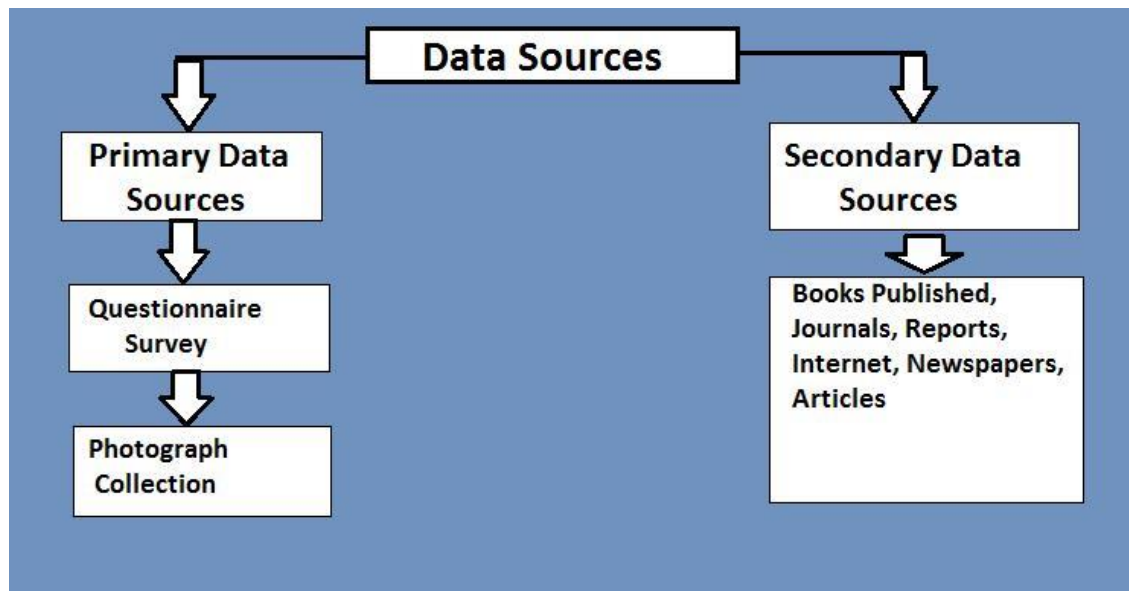 Data Sources
Primary Data
Sources
Secondary Data
Sources
Questionnaire
Survey
Books Published,
Journals, Reports,
Internet, Newspapers,
Articles
Photograph
Collection